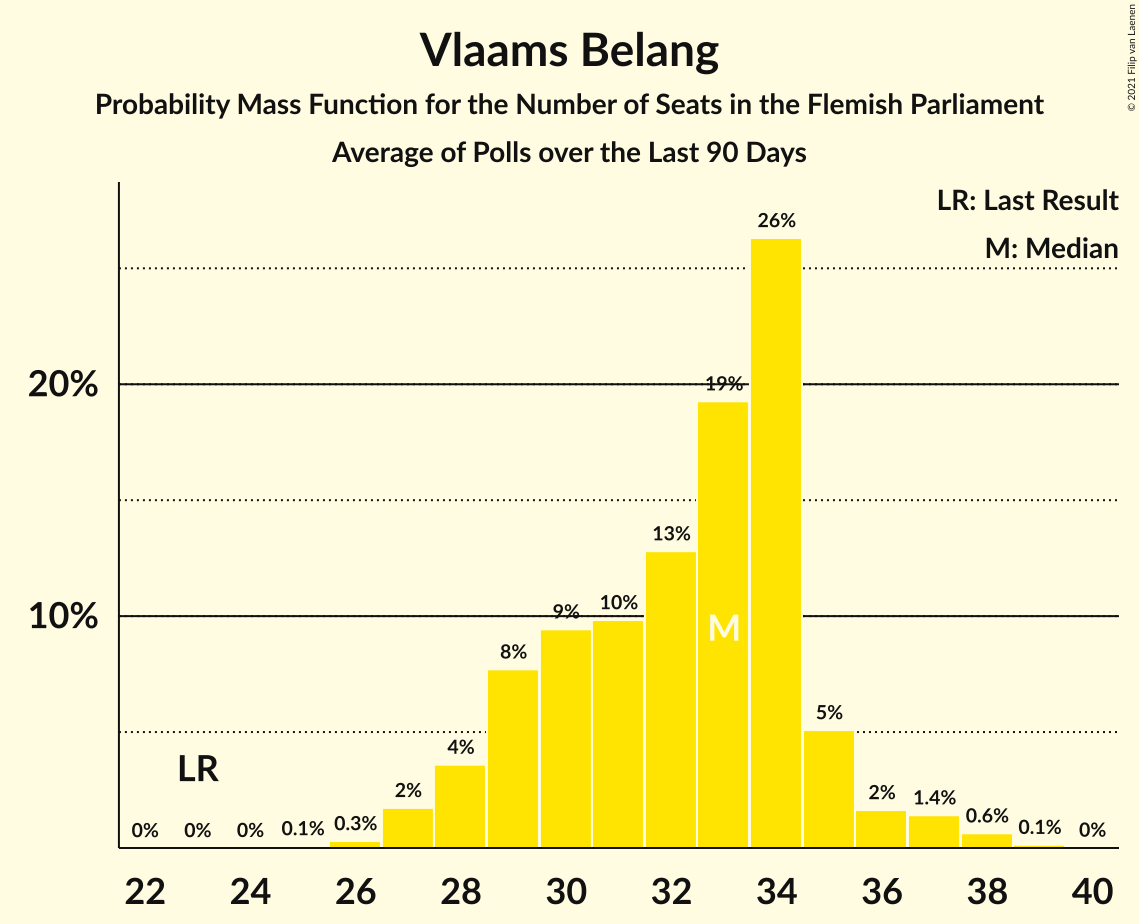 Vlaams Belang
Probability Mass Function for the Number of Seats in the Flemish Parliament
Average of Polls over the Last 90 Days
© 2021 Filip van Laenen
LR: Last Result
M: Median
20%
10%
0%
0%
0%
0.1%
0.3%
2%
4%
8%
9%
10%
13%
19%
26%
5%
2%
1.4%
0.6%
0.1%
0%
LR
M
22 24 26 28 30 32 34 36 38 40